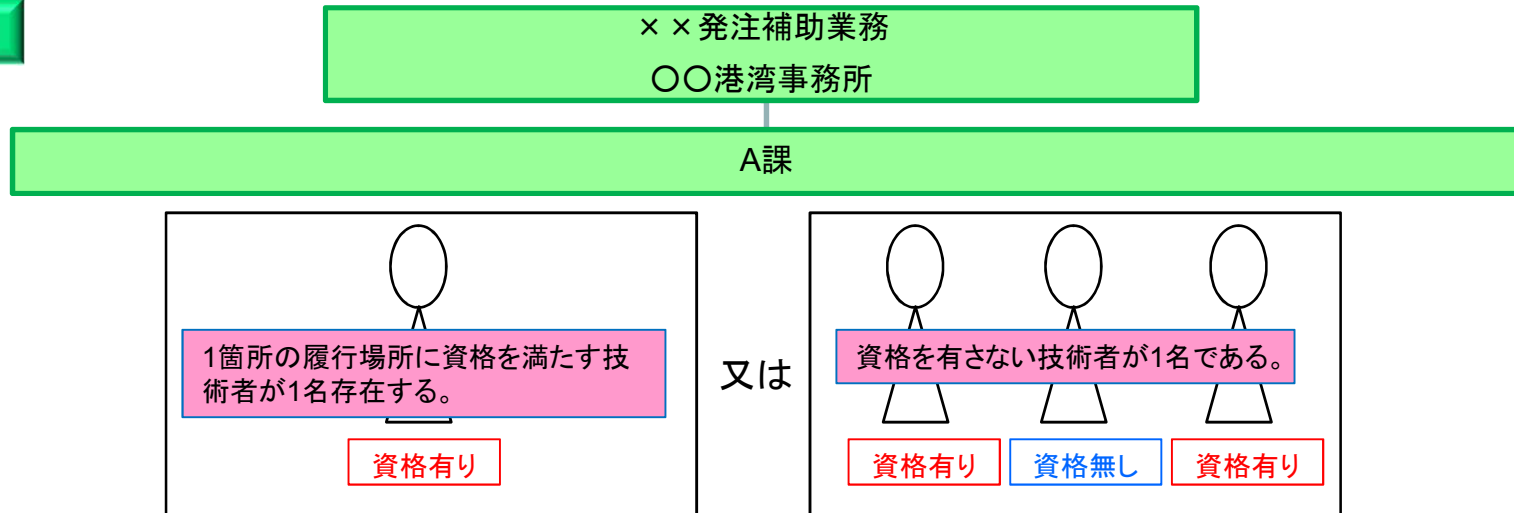 ××発注補助業務
〇〇港湾事務所
A課
1箇所の履行場所に資格を満たす技
術者が1名存在する。
資格有り
又は
資格を有さない技術者が1名である。
資格有り
資格無し
資格有り